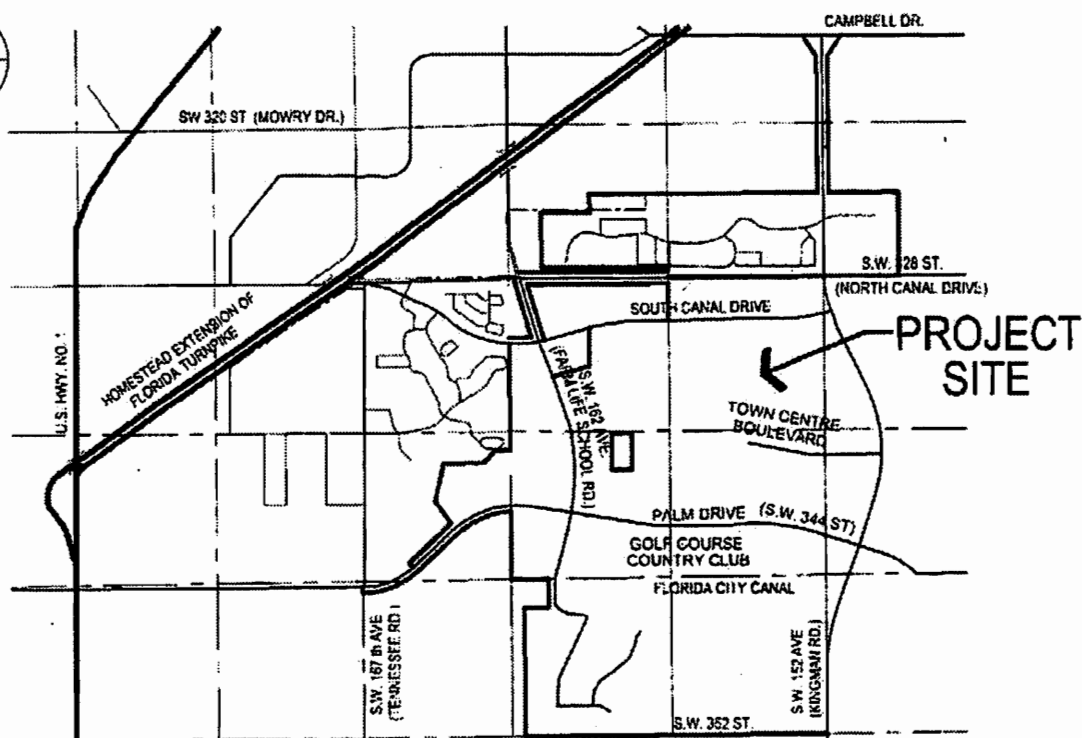 CAMPBELL DR.
SW 320 ST (MOWRY DR.)
S.W. 328 ST.
(NORTH CANAL DRIVE)
SOUTH CANAL DRIVE
PROJECT
SITE
HOMESTEAD EXTENSION OF
FLORIDA TURNPIKE
U.S. HWY. NO. 1
S.W. 162 AVE.
(FARM LIFE SCHOOL RD.)
TOWN CENTRE
BOULEVARD
PALM DRIVE (S.W. 344 ST)
GOLF COURSE
COUNTRY CLUB
FLORIDA CITY CANAL
S.W. 167 th AVE
(TENNESSEE RD.)
S.W. 152 AVE
(KINGMAN RD.)
S.W. 352 ST.